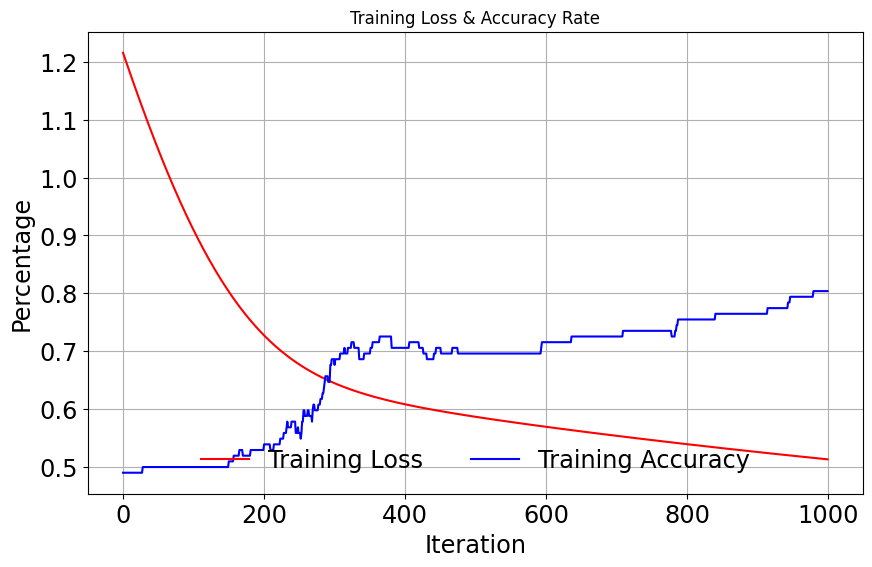 Training Loss & Accuracy Rate
1.2
1.1
1.0
0.9
0.8
0.7
0.6
0.5
Percentage
Training Loss
Training Accuracy
0 200 400 600 800 1000
Iteration